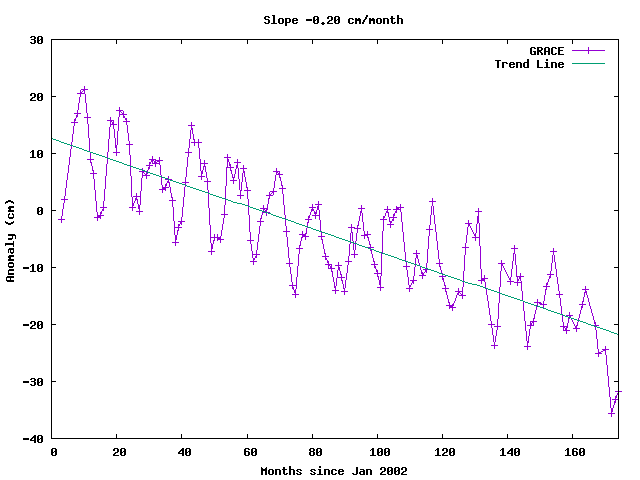 Slope -0.20 cm/month
30
20
10
0
-10
-20
-30
-40
Anomaly (cm)
GRACE
Trend Line
0 20 40 60 80 100 120 140 160
Months since Jan 2002